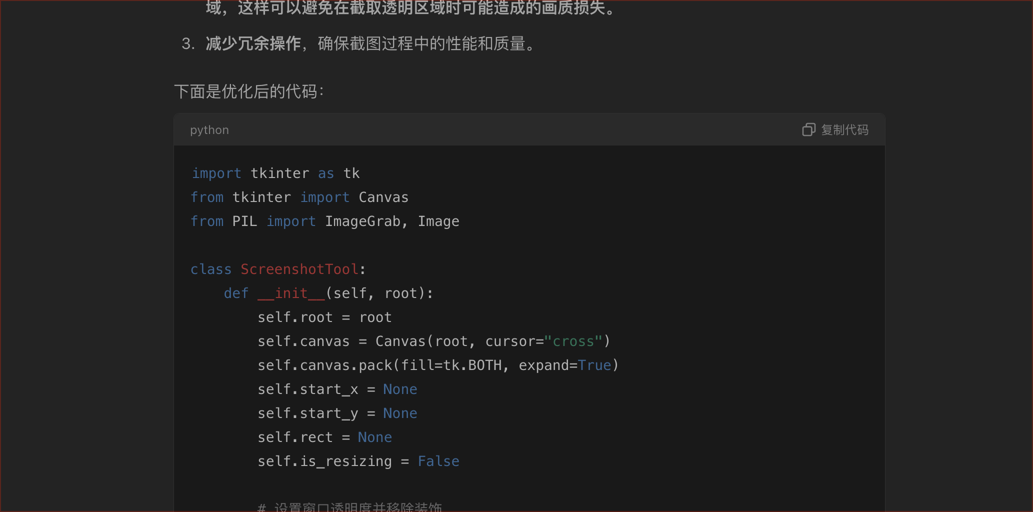 域，这样可以避免在截取透明区域时可能造成的画质损失。
3. 减少冗余操作，确保截图过程中的性能和质量。
下面是优化后的代码：
python
复制代码
import tkinter as tk
from tkinter import Canvas
from PIL import ImageGrab, Image
class ScreenshotTool:
    def __init__(self, root):
        self.root = root
        self.canvas = Canvas(root, cursor="cross")
        self.canvas.pack(fill=tk.BOTH, expand=True)
        self.start_x = None
        self.start_y = None
        self.rect = None
        self.is_resizing = False
        # 设置窗口透明度并移除装饰